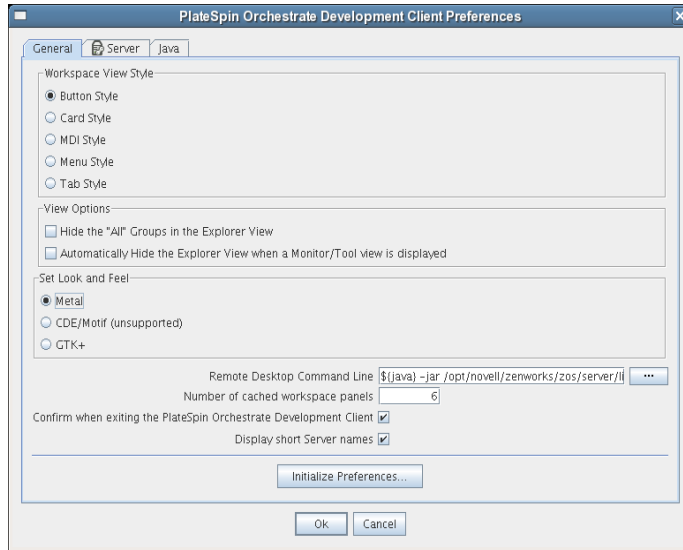 PlateSpin Orchestrate Development Client Preferences
General Server Java
Workspace View Style
Button Style
Card Style
MDI Style
Menu Style
Tab Style
View Options
Hide the "All" Groups in the Explorer View
Automatically Hide the Explorer View when a Monitor/Tool view is displayed
Set Look and Feel
Metal
CDE/Motif (unsupported)
GTK+
Remote Desktop Command Line ${java} -jar /opt/novell/zenworks/zos/server/li ...
Number of cached workspace panels 6
Confirm when exiting the PlateSpin Orchestrate Development Client
Display short Server names
Initialize Preferences...
Ok Cancel